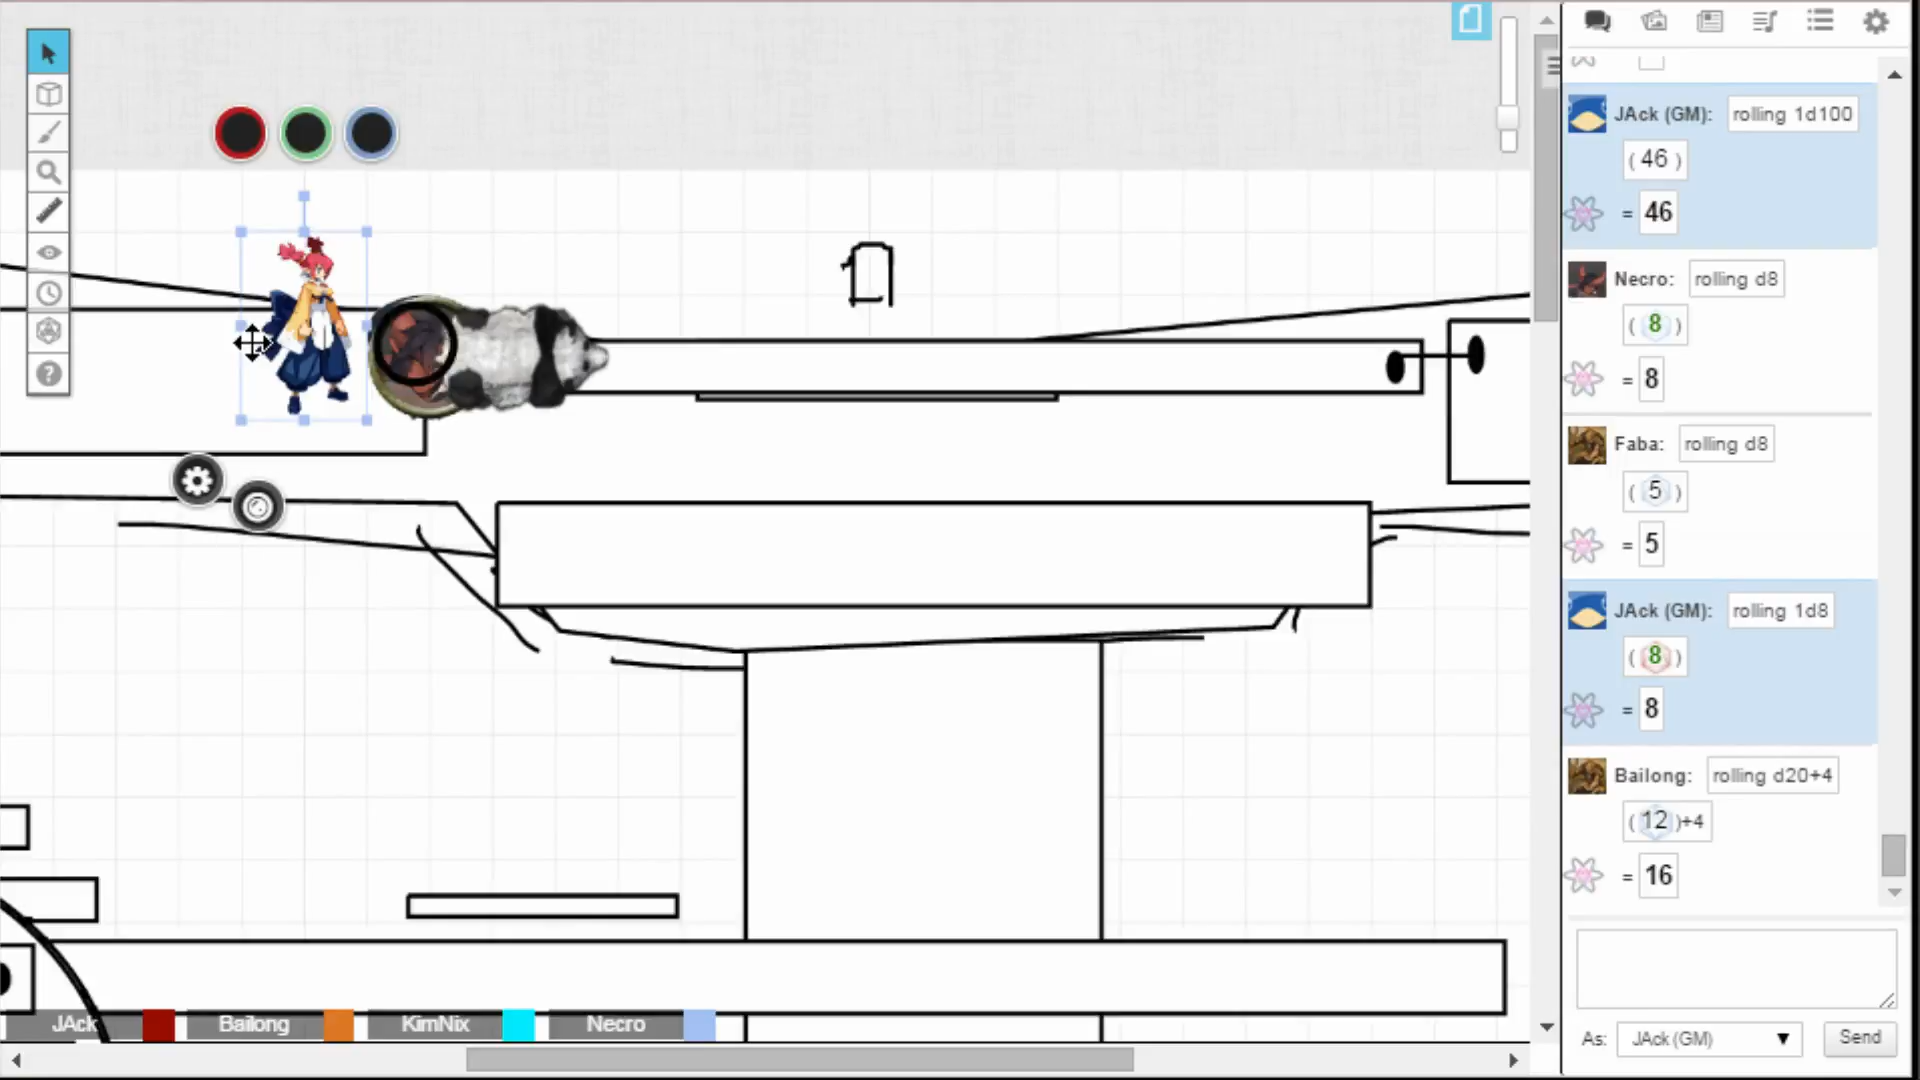 JAck (GM): rolling 1d100
( 46 )
= 46
Necro: rolling d8
( 8 )
= 8
Faba: rolling d8
( 5 )
= 5
JAck (GM): rolling 1d8
( 8 )
= 8
Bailong: rolling d20+4
( 12 )+4
= 16
JAck Bailong KimNix Necro
As: JAck (GM) Send